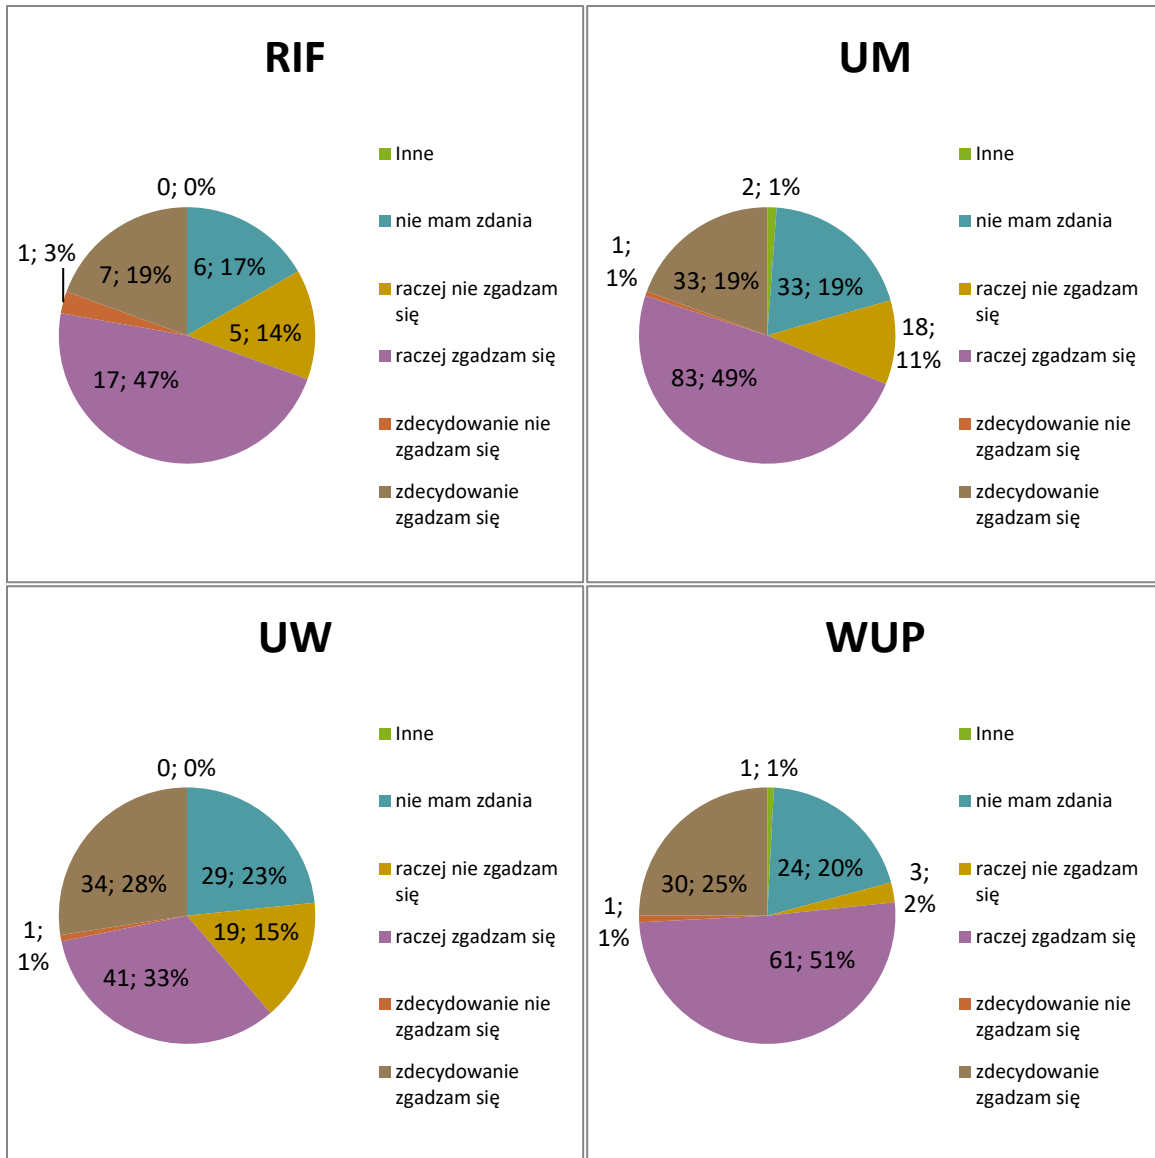 RIF
Inne
nie mam zdania
raczej nie zgadzam
się
raczej zgadzam się
zdecydowanie nie
zgadzam się
zdecydowanie
zgadzam się
0; 0%
6; 17%
5; 14%
17; 47%
1; 3%
7; 19%
UM
Inne
nie mam zdania
raczej nie zgadzam
się
raczej zgadzam się
zdecydowanie nie
zgadzam się
zdecydowanie
zgadzam się
2; 1%
33; 19%
18;
11%
83; 49%
1;
1%
33; 19%
UW
Inne
nie mam zdania
raczej nie zgadzam
się
raczej zgadzam się
zdecydowanie nie
zgadzam się
zdecydowanie
zgadzam się
0; 0%
29; 23%
19; 15%
41; 33%
1;
1%
34; 28%
WUP
Inne
nie mam zdania
raczej nie zgadzam
się
raczej zgadzam się
zdecydowanie nie
zgadzam się
zdecydowanie
zgadzam się
1; 1%
24; 20%
3;
2%
61; 51%
1;
1%
30; 25%